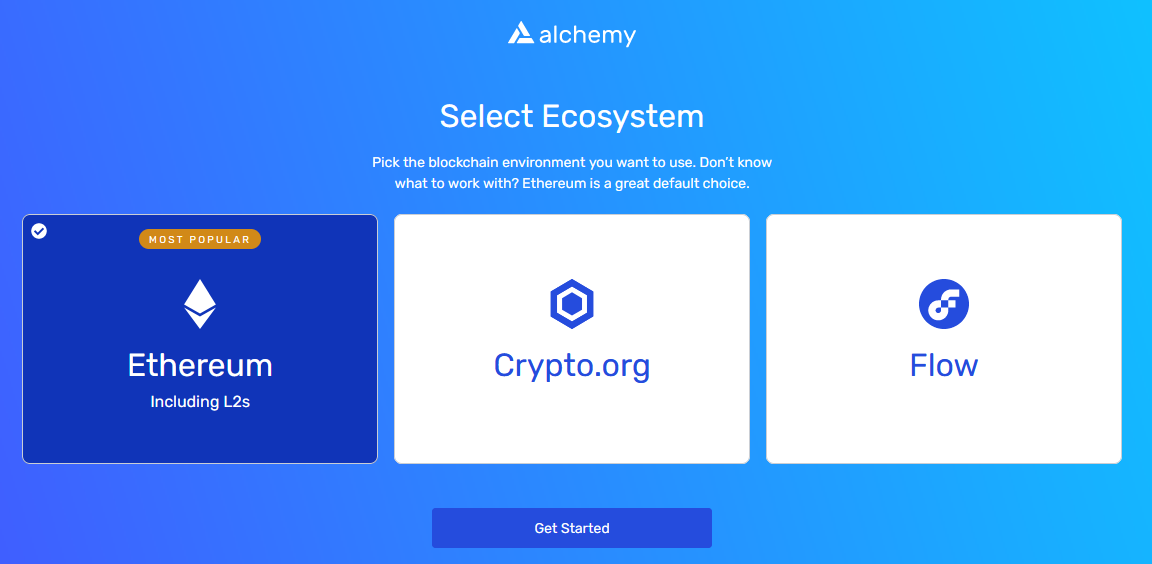 alchemy
Select Ecosystem
Pick the blockchain environment you want to use. Don't know
what to work with? Ethereum is a great default choice.
MOST POPULAR
Ethereum
Including L2s
Crypto.org
Flow
Get Started